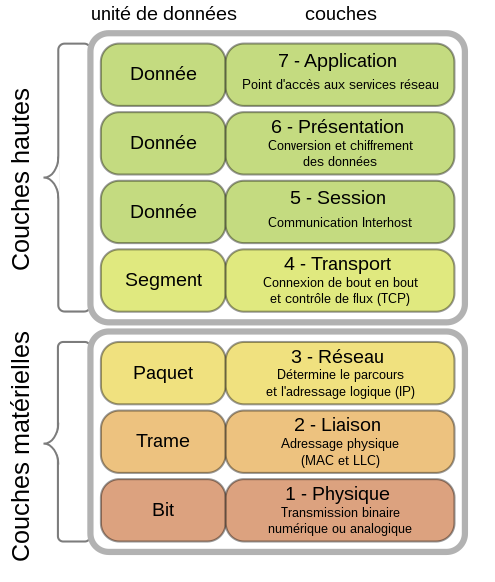 unité de données
couches
Couches hautes
Donnée
7 - Application
Point d'accès aux services réseau
Donnée
6 - Présentation
Conversion et chiffrement
des données
Donnée
5 - Session
Communication Interhost
Segment
4 - Transport
Connexion de bout en bout
et contrôle de flux (TCP)
Couches matérielles
Paquet
3 - Réseau
Détermine le parcours
et l'adressage logique (IP)
Trame
2 - Liaison
Adressage physique
(MAC et LLC)
Bit
1 - Physique
Transmission binaire
numérique ou analogique